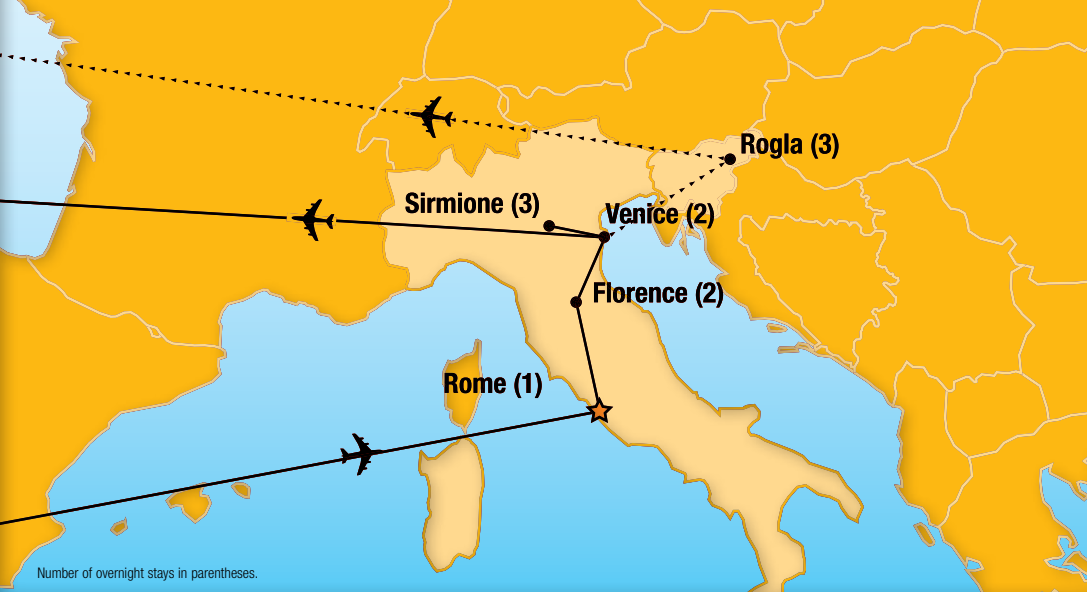 Rogla (3)
Sirmione (3)
Venice (2)
Florence (2)
Rome (1)
Number of overnight stays in parentheses.